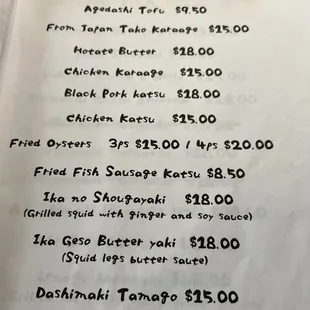 Agedashi Tofu $9.50
From Japan Tako Karaage $15.00
Hotate Butter $18.00
Chicken Karaage $15.00
Black Pork katsu $18.00
Chicken Katsu $15.00
Fried Oysters 3ps $15.00 / 4ps $20.00
Fried Fish Sausage Katsu $8.50
Ika no Shougayaki $18.00
(Grilled squid with ginger and soy sauce)
Ika Geso Butter yaki $18.00
(Squid legs butter saute)
Dashimaki Tamago $15.00